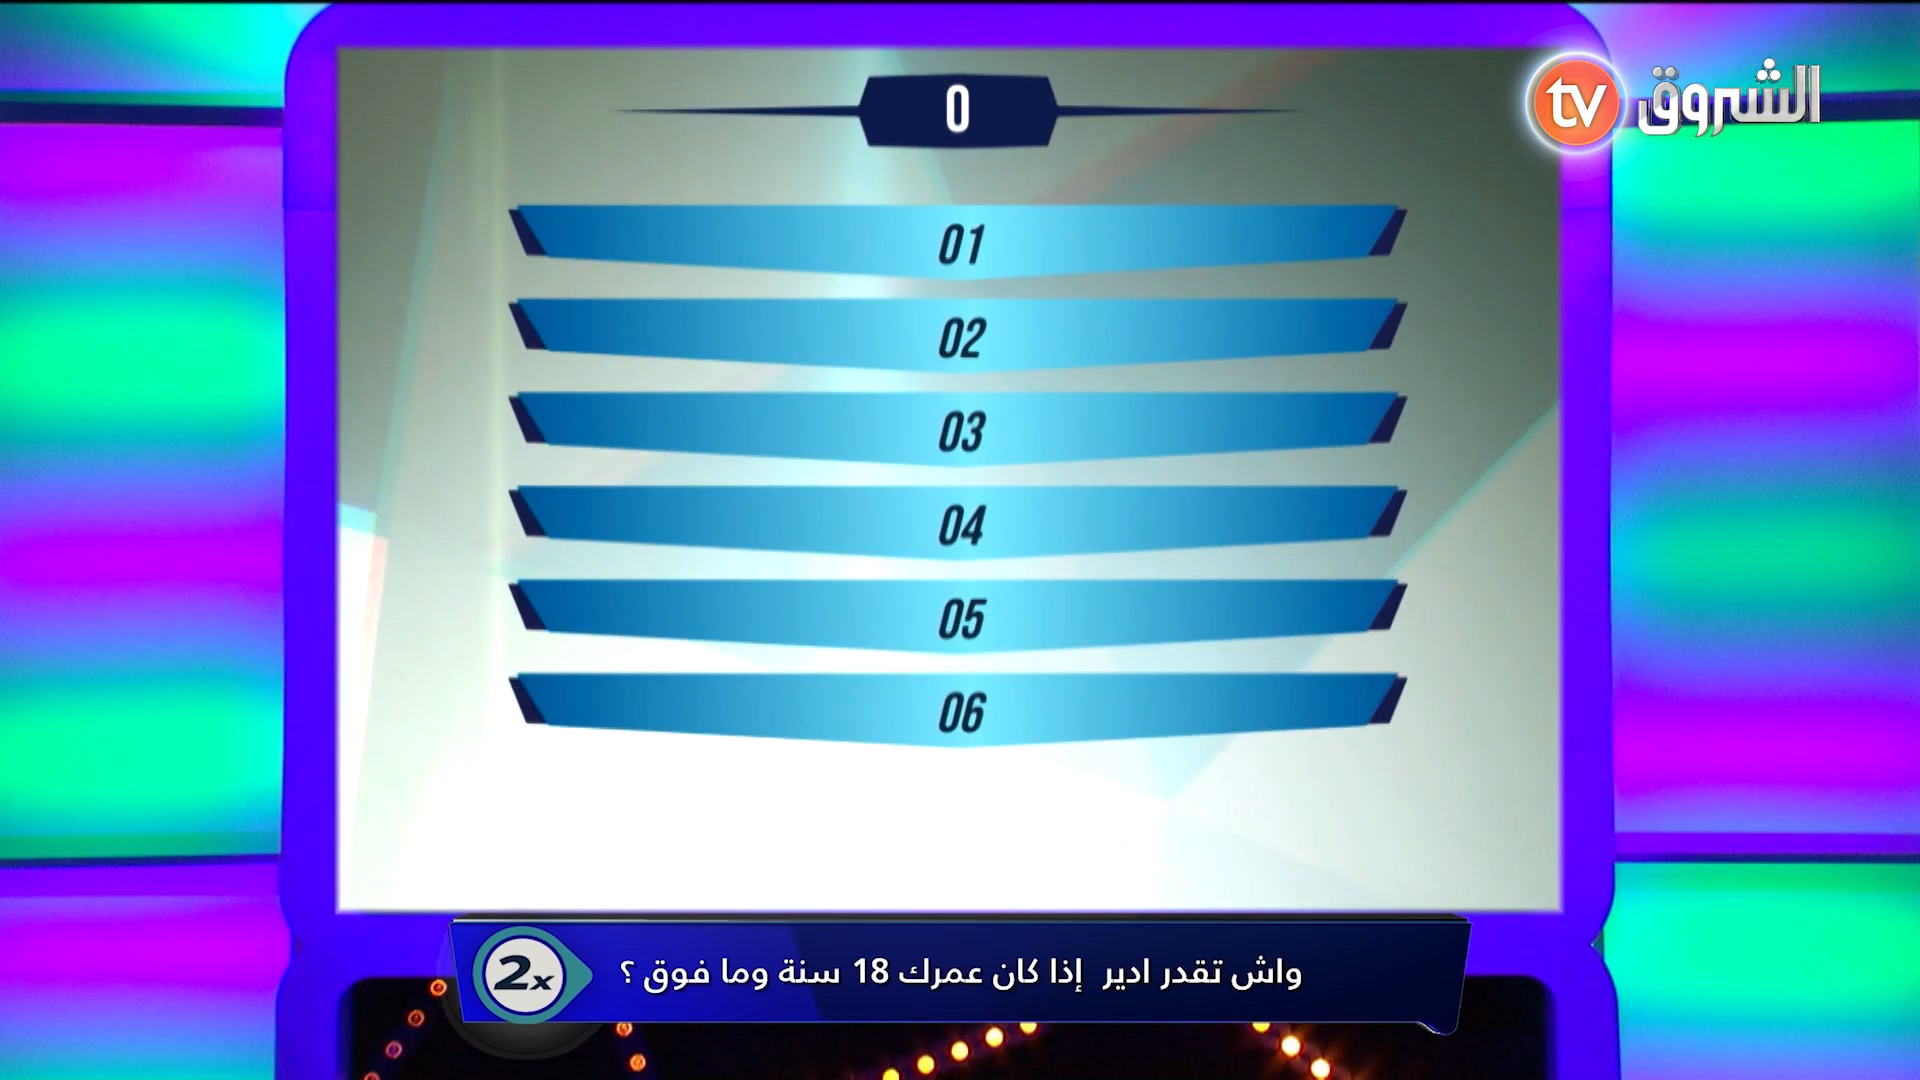 الشروق tv
0
01
02
03
04
05
06
واش تقدر ادير إذا كان عمرك 18 سنة وما فوق ؟
2x